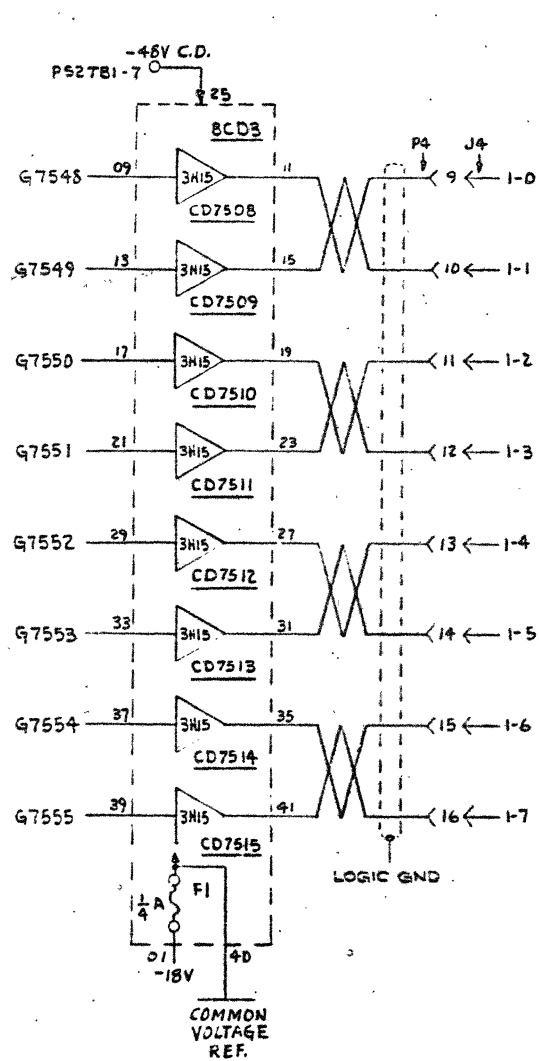 -48V C.D.
PS2TB1-7
25
8CD3
P4 J4
G7548 09 3H15 11 9 1-0
CD7508
G7549 13 3H15 15 10 1-1
CD7509
G7550 17 3H15 19 11 1-2
CD7510
G7551 21 3H15 23 12 1-3
CD7511
G7552 29 3H15 27 13 1-4
CD7512
G7553 33 3H15 31 14 1-5
CD7513
G7554 37 3H15 35 15 1-6
CD7514
G7555 39 3H15 41 16 1-7
CD7515
LOGIC GND
1/4 A F1
01 40
-18V
COMMON
VOLTAGE
REF.